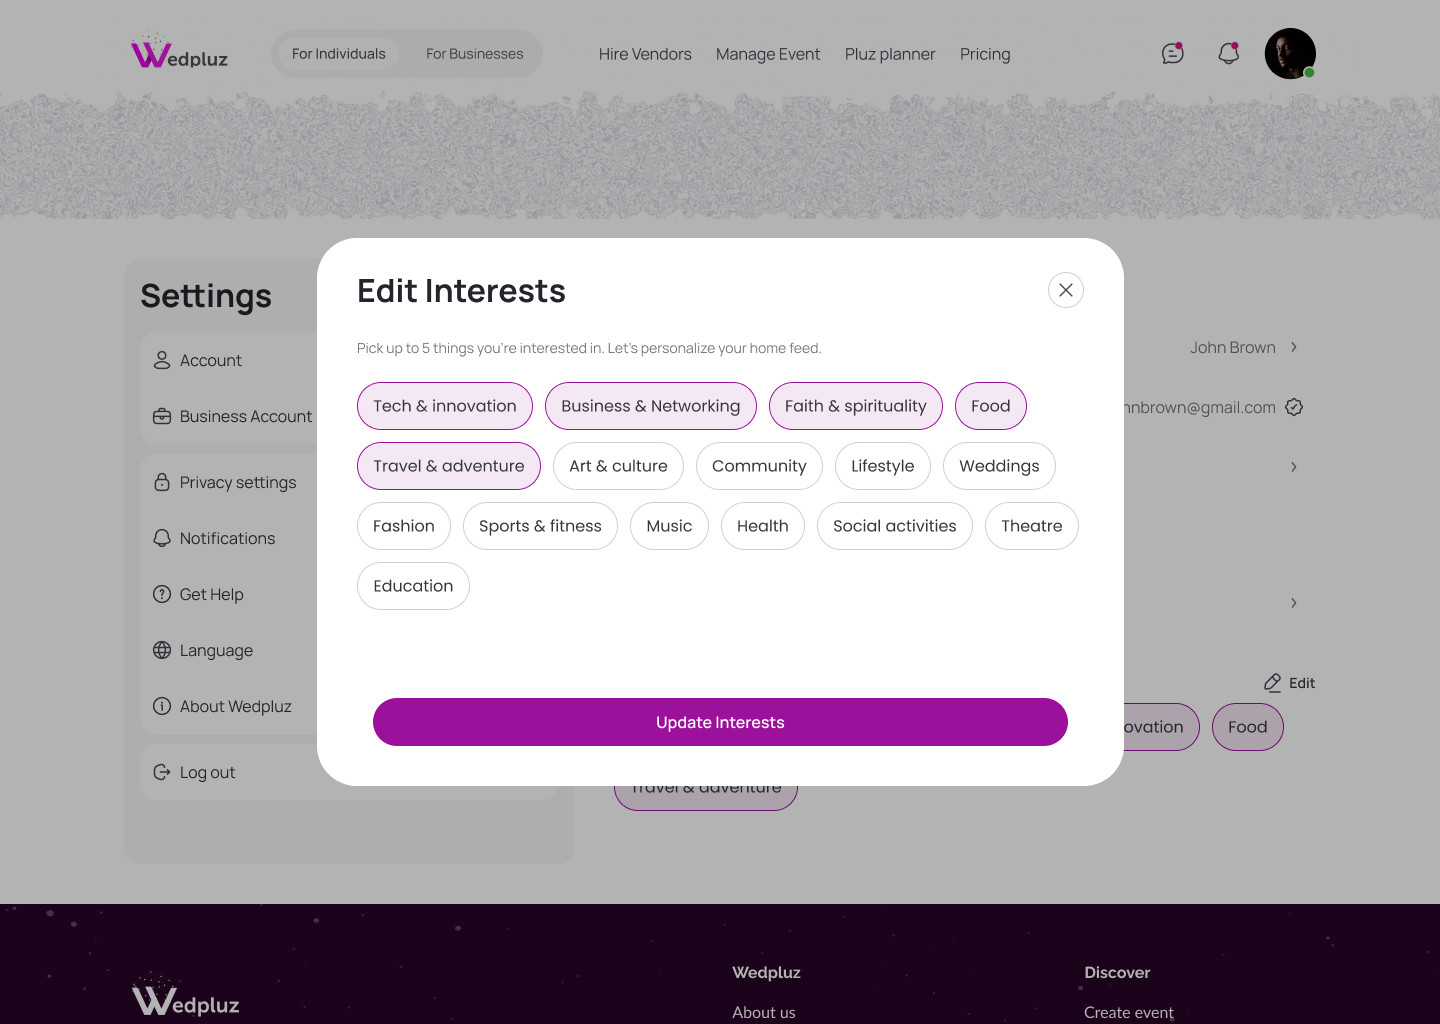 Wedpluz
For Individuals
For Businesses
Hire Vendors
Manage Event
Pluz planner
Pricing
Settings
Account
Business Account
Privacy settings
Notifications
Get Help
Language
About Wedpluz
Log out
Edit Interests
Pick up to 5 things you're interested in. Let's personalize your home feed.
Tech & innovation
Business & Networking
Faith & spirituality
Food
Travel & adventure
Art & culture
Community
Lifestyle
Weddings
Fashion
Sports & fitness
Music
Health
Social activities
Theatre
Education
Update Interests
John Brown
hnbrown@gmail.com
Edit
ovation
Food
Travel & adventure
Wedpluz
Wedpluz
About us
Discover
Create event